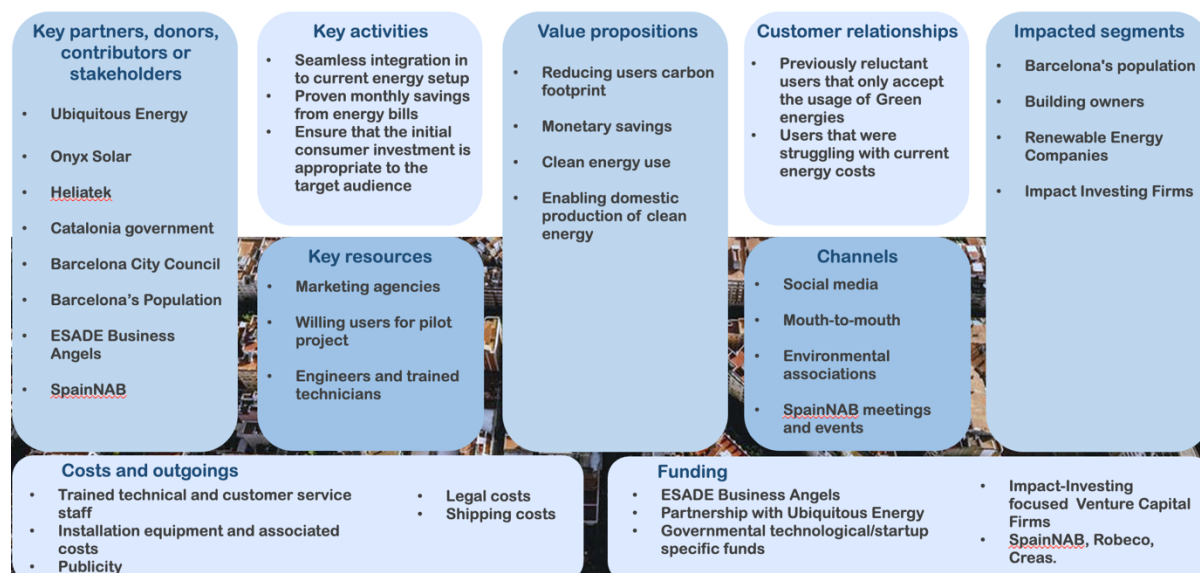 Key partners, donors,
contributors or
stakeholders
• Ubiquitous Energy
• Onyx Solar
• Heliatek
• Catalonia government
• Barcelona City Council
• Barcelona's Population
• ESADE Business
Angels
• SpainNAB
Key activities
• Seamless integration in
to current energy setup
• Proven monthly savings
from energy bills
• Ensure that the initial
consumer investment is
appropriate to the
target audience
Key resources
• Marketing agencies
• Willing users for pilot
project
• Engineers and trained
technicians
Value propositions
• Reducing users carbon
footprint
• Monetary savings
• Clean energy use
• Enabling domestic
production of clean
energy
Customer relationships
• Previously reluctant
users that only accept
the usage of Green
energies
• Users that were
struggling with current
energy costs
Channels
• Social media
• Mouth-to-mouth
• Environmental
associations
• SpainNAB meetings
and events
Impacted segments
• Barcelona's population
• Building owners
• Renewable Energy
Companies
• Impact Investing Firms
Costs and outgoings
• Trained technical and customer service
staff
• Installation equipment and associated
costs
• Publicity
• Legal costs
• Shipping costs
Funding
• ESADE Business Angels
• Partnership with Ubiquitous Energy
• Governmental technological/startup
specific funds
• Impact-Investing
focused Venture Capital
Firms
• SpainNAB, Robeco,
Creas.